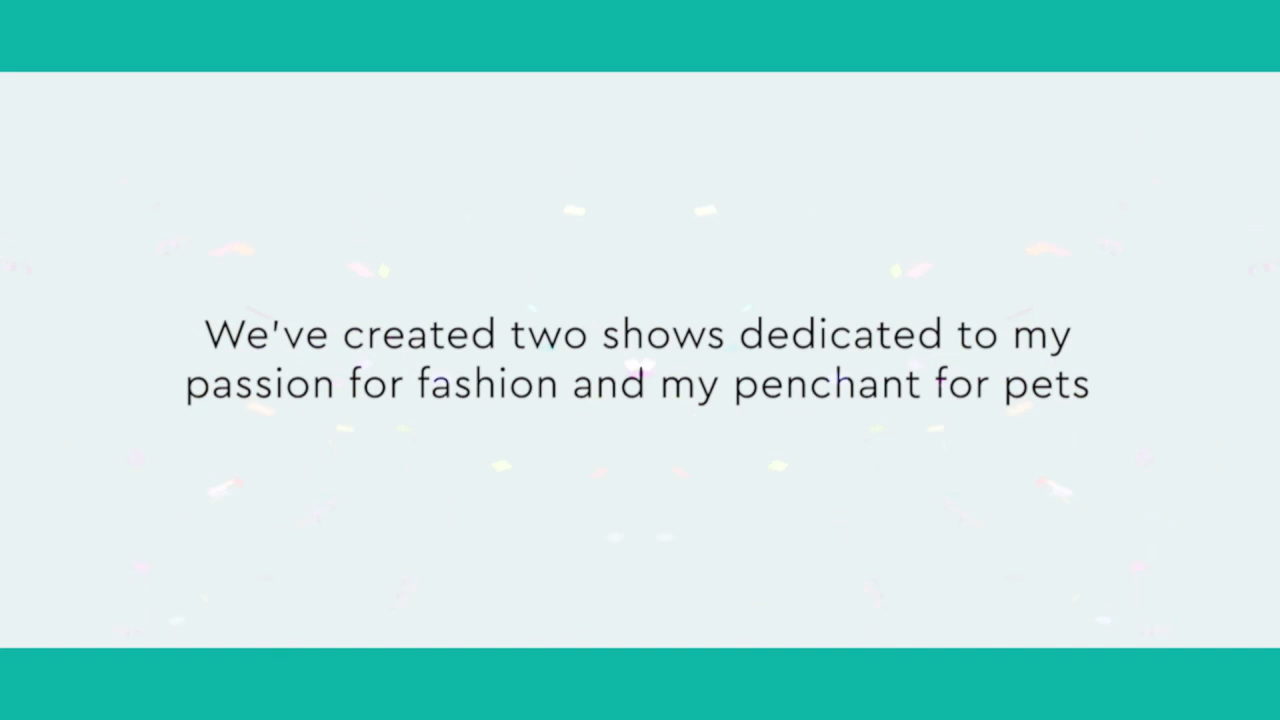 We've created two shows dedicated to my
passion for fashion and my penchant for pets